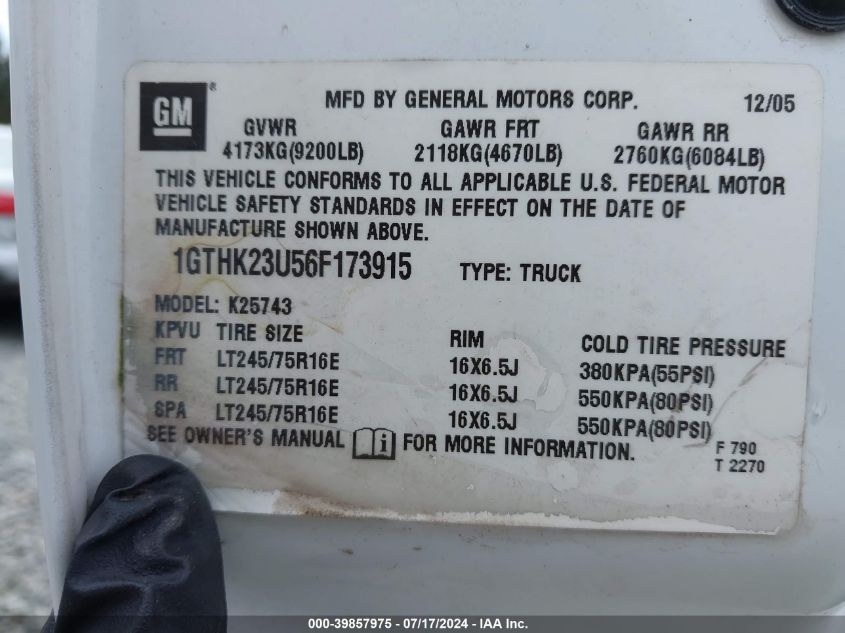 GM® MFD BY GENERAL MOTORS CORP. 12/05
GVWR GAWR FRT GAWR RR
4173KG(9200LB) 2118KG(4670LB) 2760KG(6084LB)
THIS VEHICLE CONFORMS TO ALL APPLICABLE U.S. FEDERAL MOTOR
VEHICLE SAFETY STANDARDS IN EFFECT ON THE DATE OF
MANUFACTURE SHOWN ABOVE.
1GTHK23U56F173915 TYPE: TRUCK
MODEL: K25743
KPVU TIRE SIZE RIM COLD TIRE PRESSURE
FRT LT245/75R16E 16X6.5J 380KPA(55PSI)
RR LT245/75R16E 16X6.5J 550KPA(80PSI)
SPA LT245/75R16E 16X6.5J 550KPA(80PSI)
SEE OWNER'S MANUAL i FOR MORE INFORMATION. F 790
T 2270
000-39857975 / 07/17/2024 - IAA Inc.